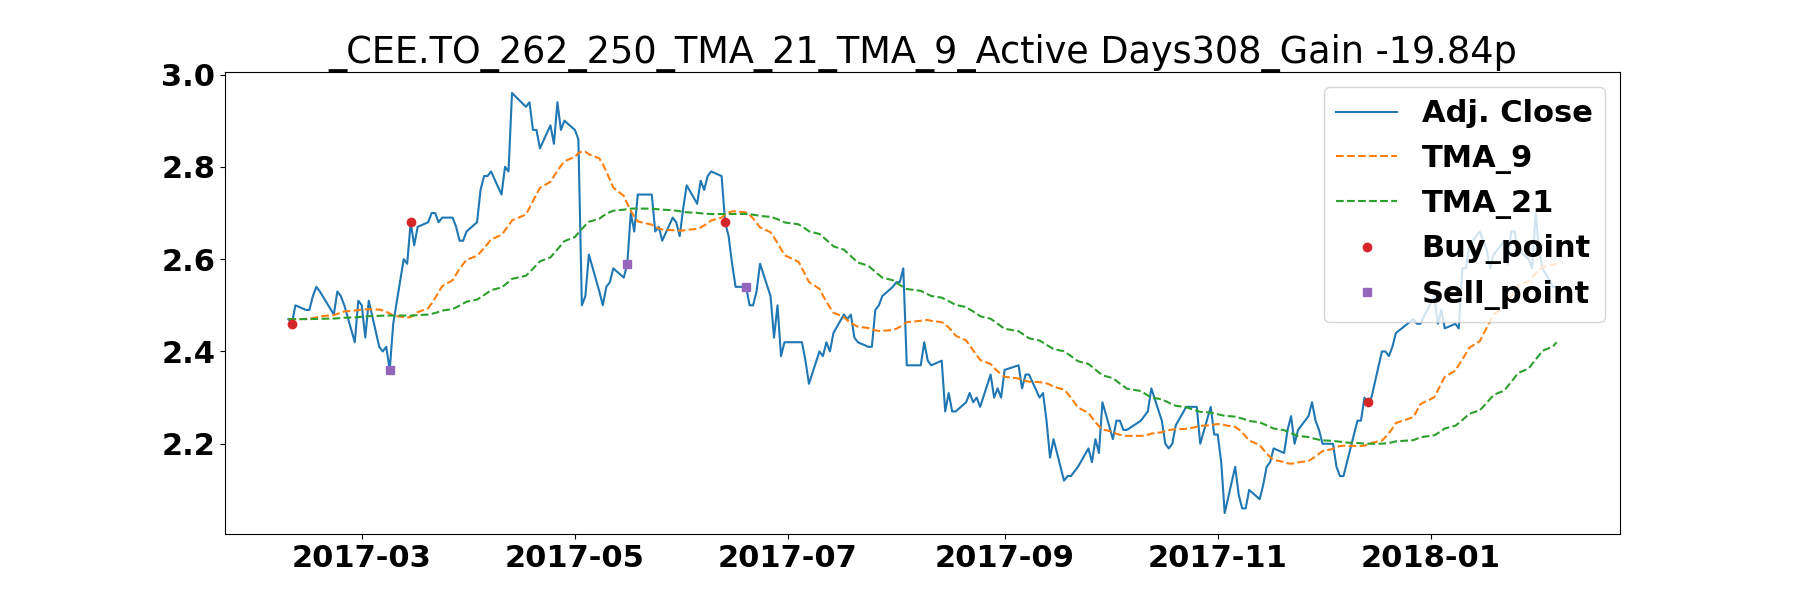 _CEE.TO_262_250_TMA_21_TMA_9_Active Days308_Gain -19.84p
3.0
2.8
2.6
2.4
2.2
Adj. Close
TMA_9
TMA_21
Buy_point
Sell_point
2017-03 2017-05 2017-07 2017-09 2017-11 2018-01